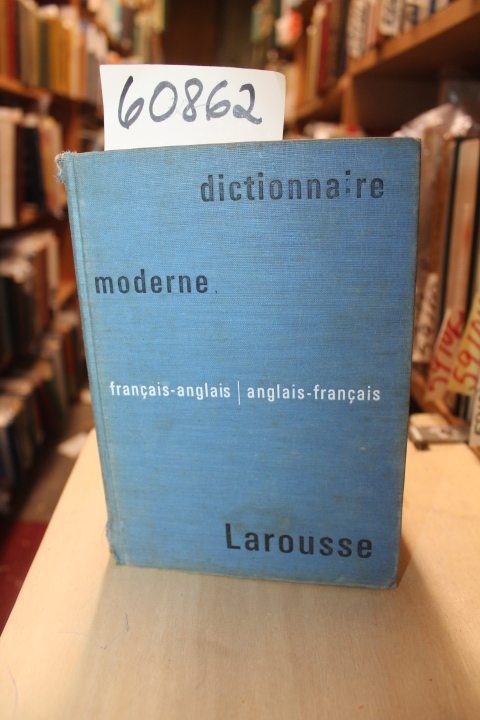 60862
dictionnaire
moderne
français-anglais | anglais-français
Larousse